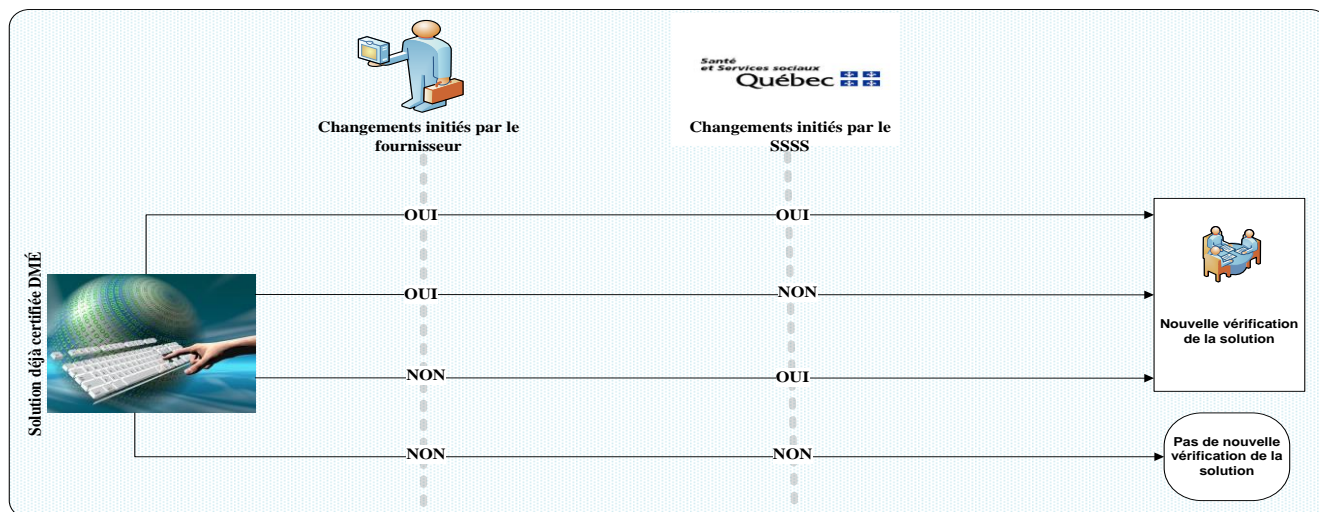 Santé
et Services sociaux
Québec
Changements initiés par le
fournisseur
Changements initiés par le
SSSS
OUI
OUI
OUI
NON
Solution déjà certifiée DMÉ
Nouvelle vérification
de la solution
NON
OUI
NON
NON
Pas de nouvelle
vérification de la
solution